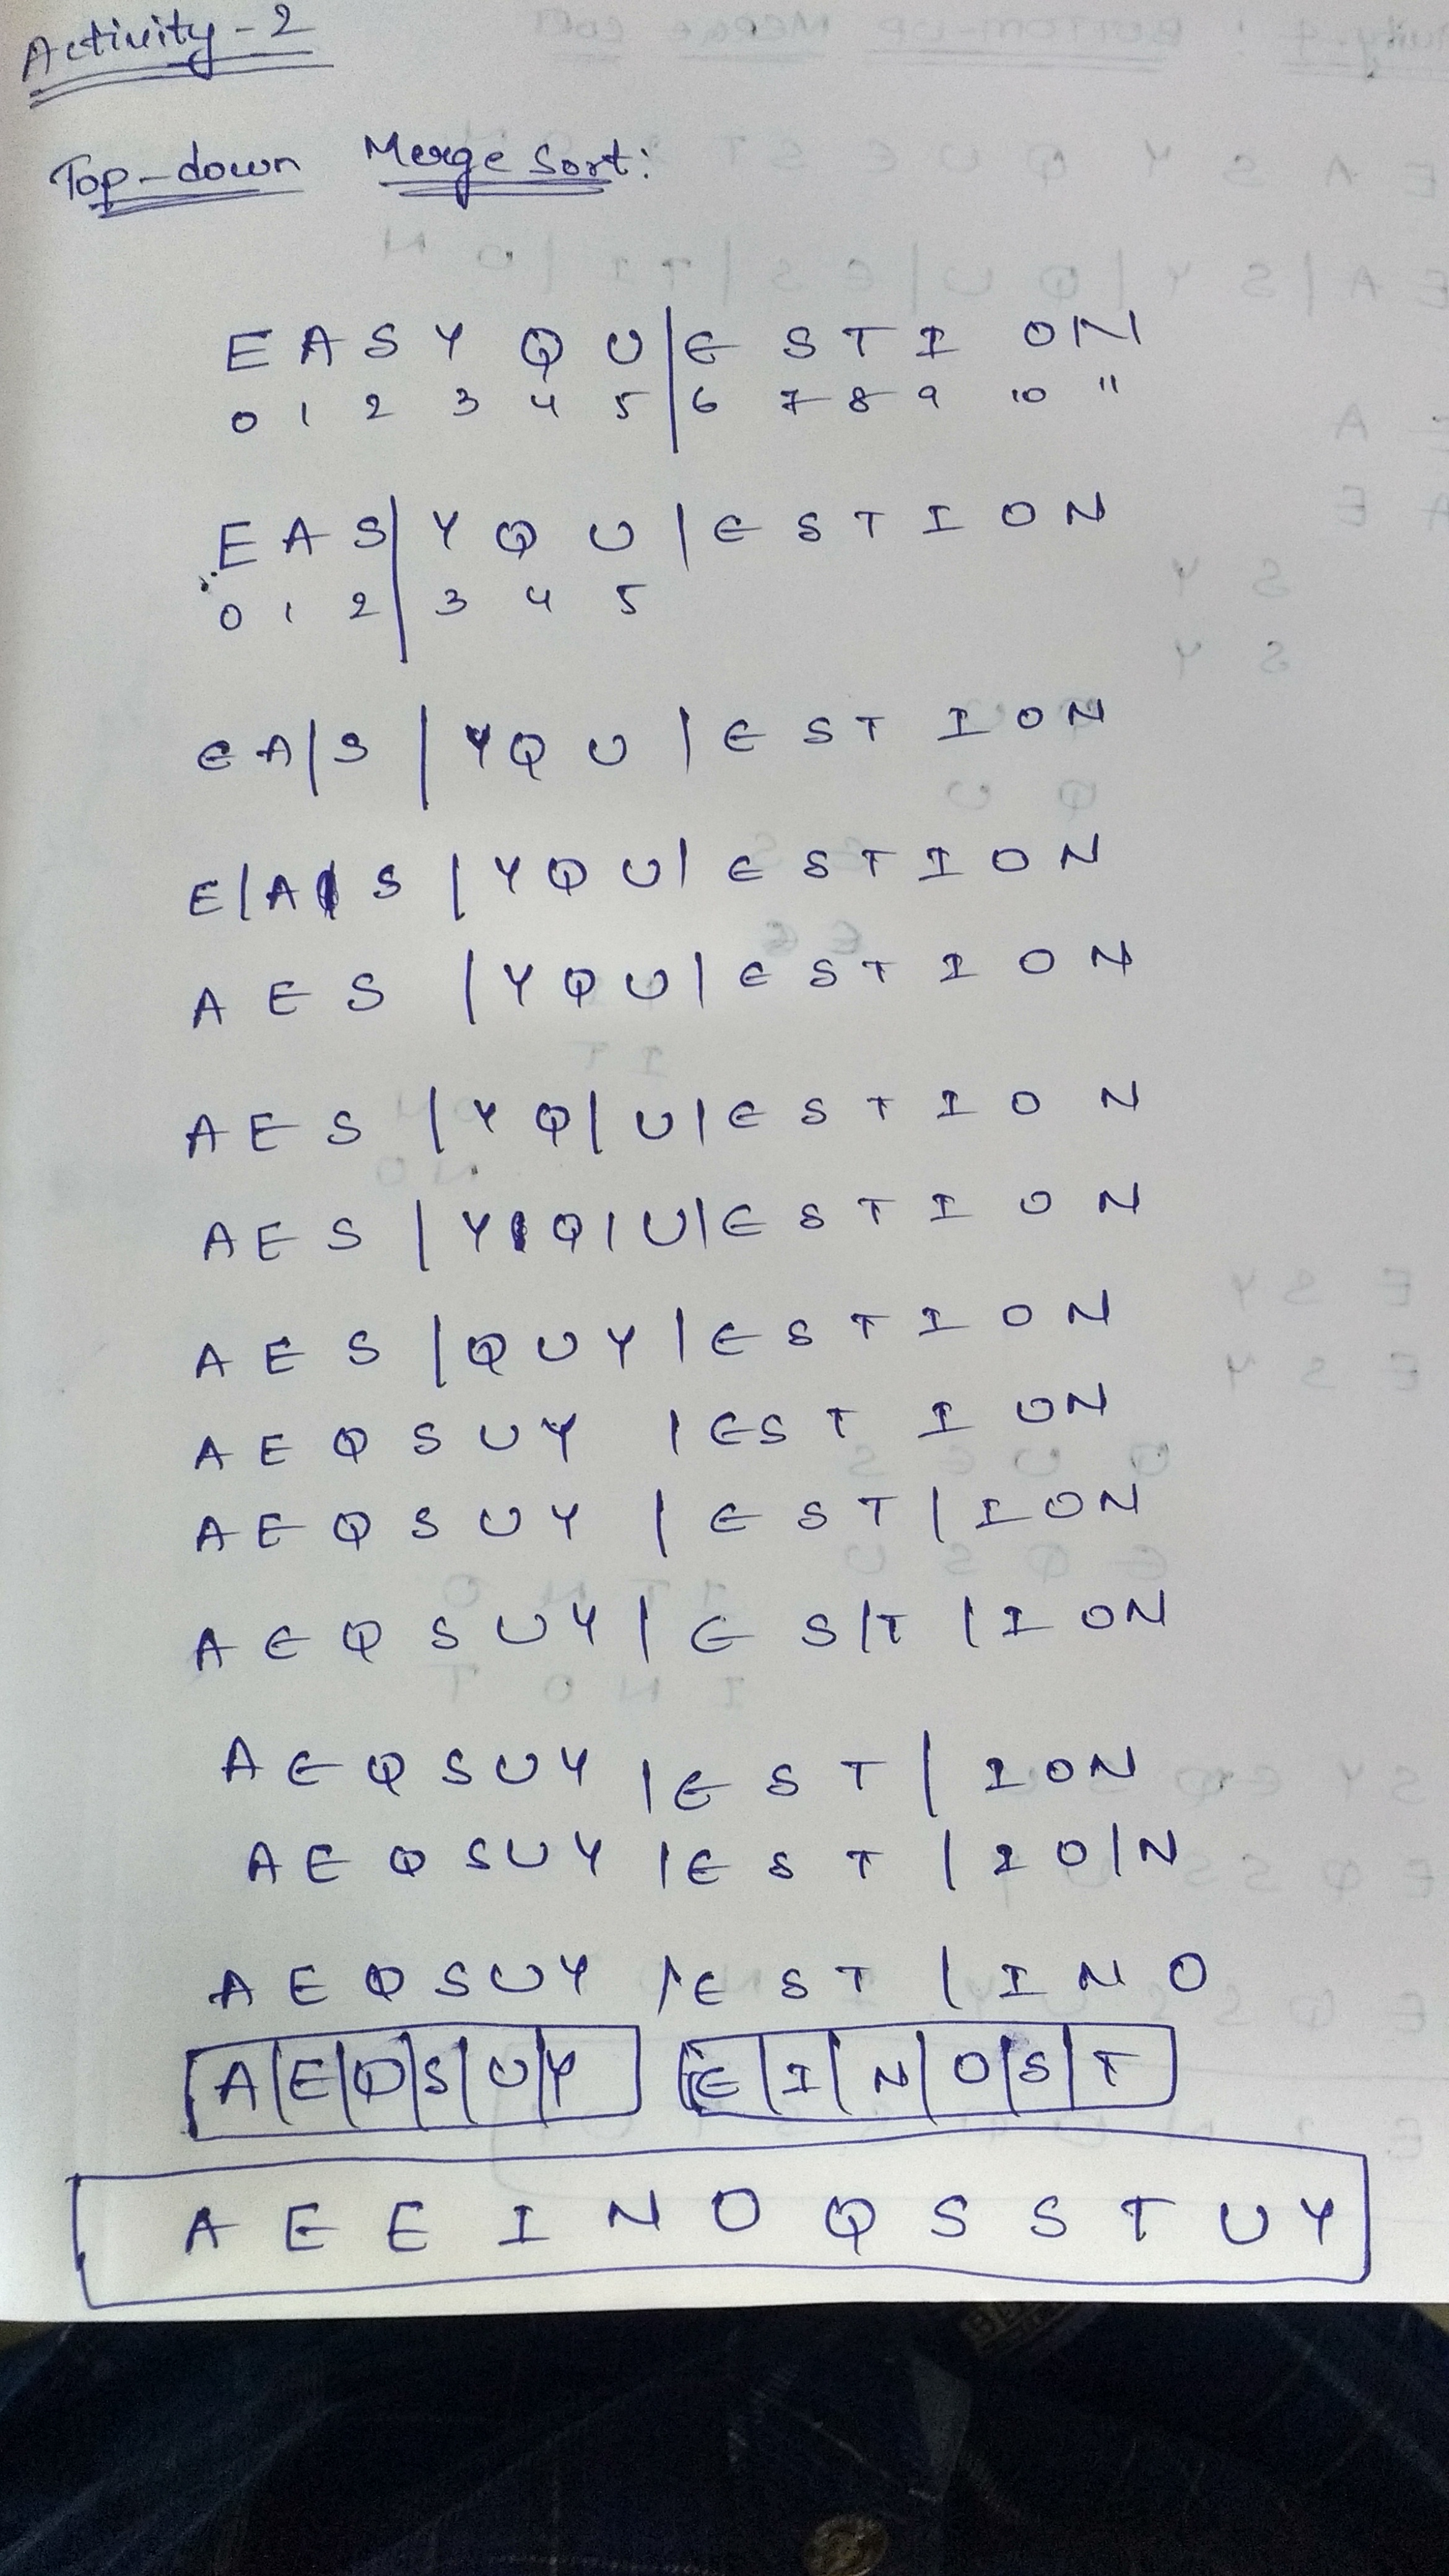 Activity-2
Top-down Merge Sort:
E A S Y Q U | E S T I O N
0 1 2 3 4 5 | 6 7 8 9 10 11
E A S | Y Q U | E S T I O N
0 1 2 | 3 4 5
E A | S | Y Q U | E S T I O N
E | A | S | Y Q U | E S T I O N
A E S | Y Q U | E S T I O N
A E S | Y Q | U | E S T I O N
A E S | Y | Q | U | E S T I O N
A E S | Q U Y | E S T I O N
A E Q S U Y | E S T I O N
A E Q S U Y | E S T | I O N
A E Q S U Y | E S | T | I O N
A E Q S U Y | E S T | I O N
A E Q S U Y | E S T | I O | N
A E Q S U Y | E S T | I N O
A | E | Q | S | U | Y E | I | N | O | S | T
A E E I N O Q S S T U Y